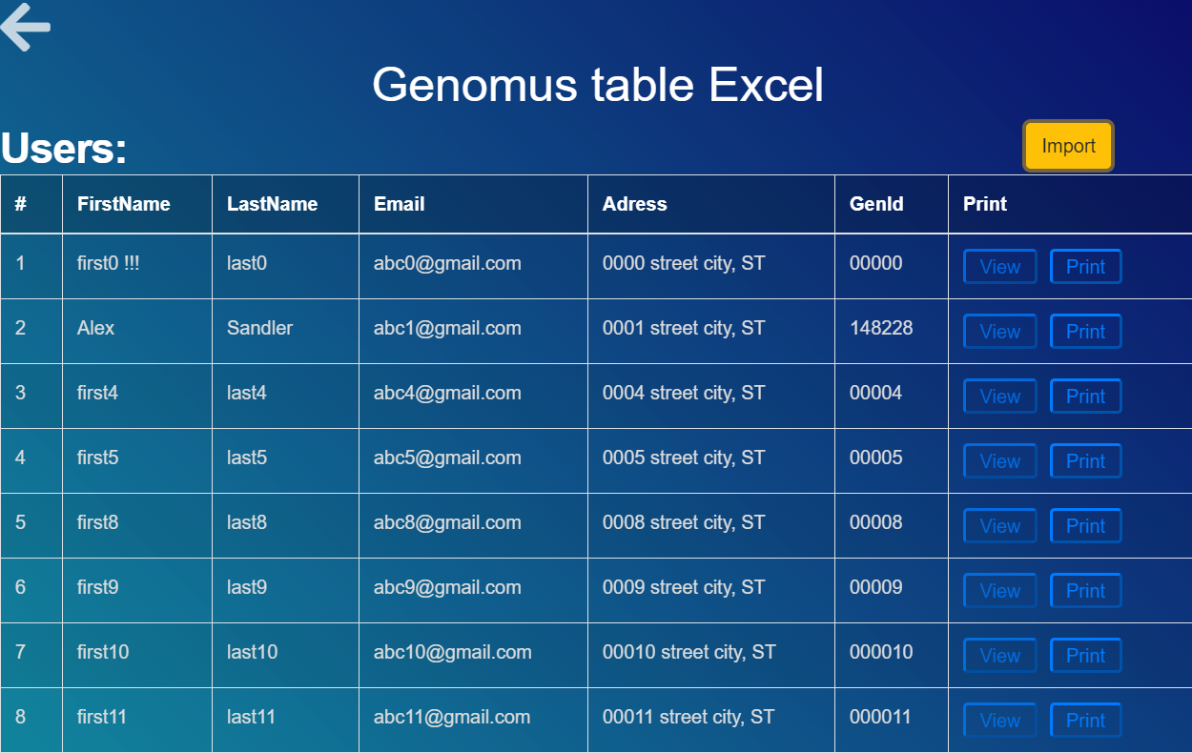 Genomus table Excel
Users:
Import
# FirstName LastName Email Adress GenId Print
1 first0 !!! last0 abc0@gmail.com 0000 street city, ST 00000 View Print
2 Alex Sandler abc1@gmail.com 0001 street city, ST 148228 View Print
3 first4 last4 abc4@gmail.com 0004 street city, ST 00004 View Print
4 first5 last5 abc5@gmail.com 0005 street city, ST 00005 View Print
5 first8 last8 abc8@gmail.com 0008 street city, ST 00008 View Print
6 first9 last9 abc9@gmail.com 0009 street city, ST 00009 View Print
7 first10 last10 abc10@gmail.com 00010 street city, ST 000010 View Print
8 first11 last11 abc11@gmail.com 00011 street city, ST 000011 View Print